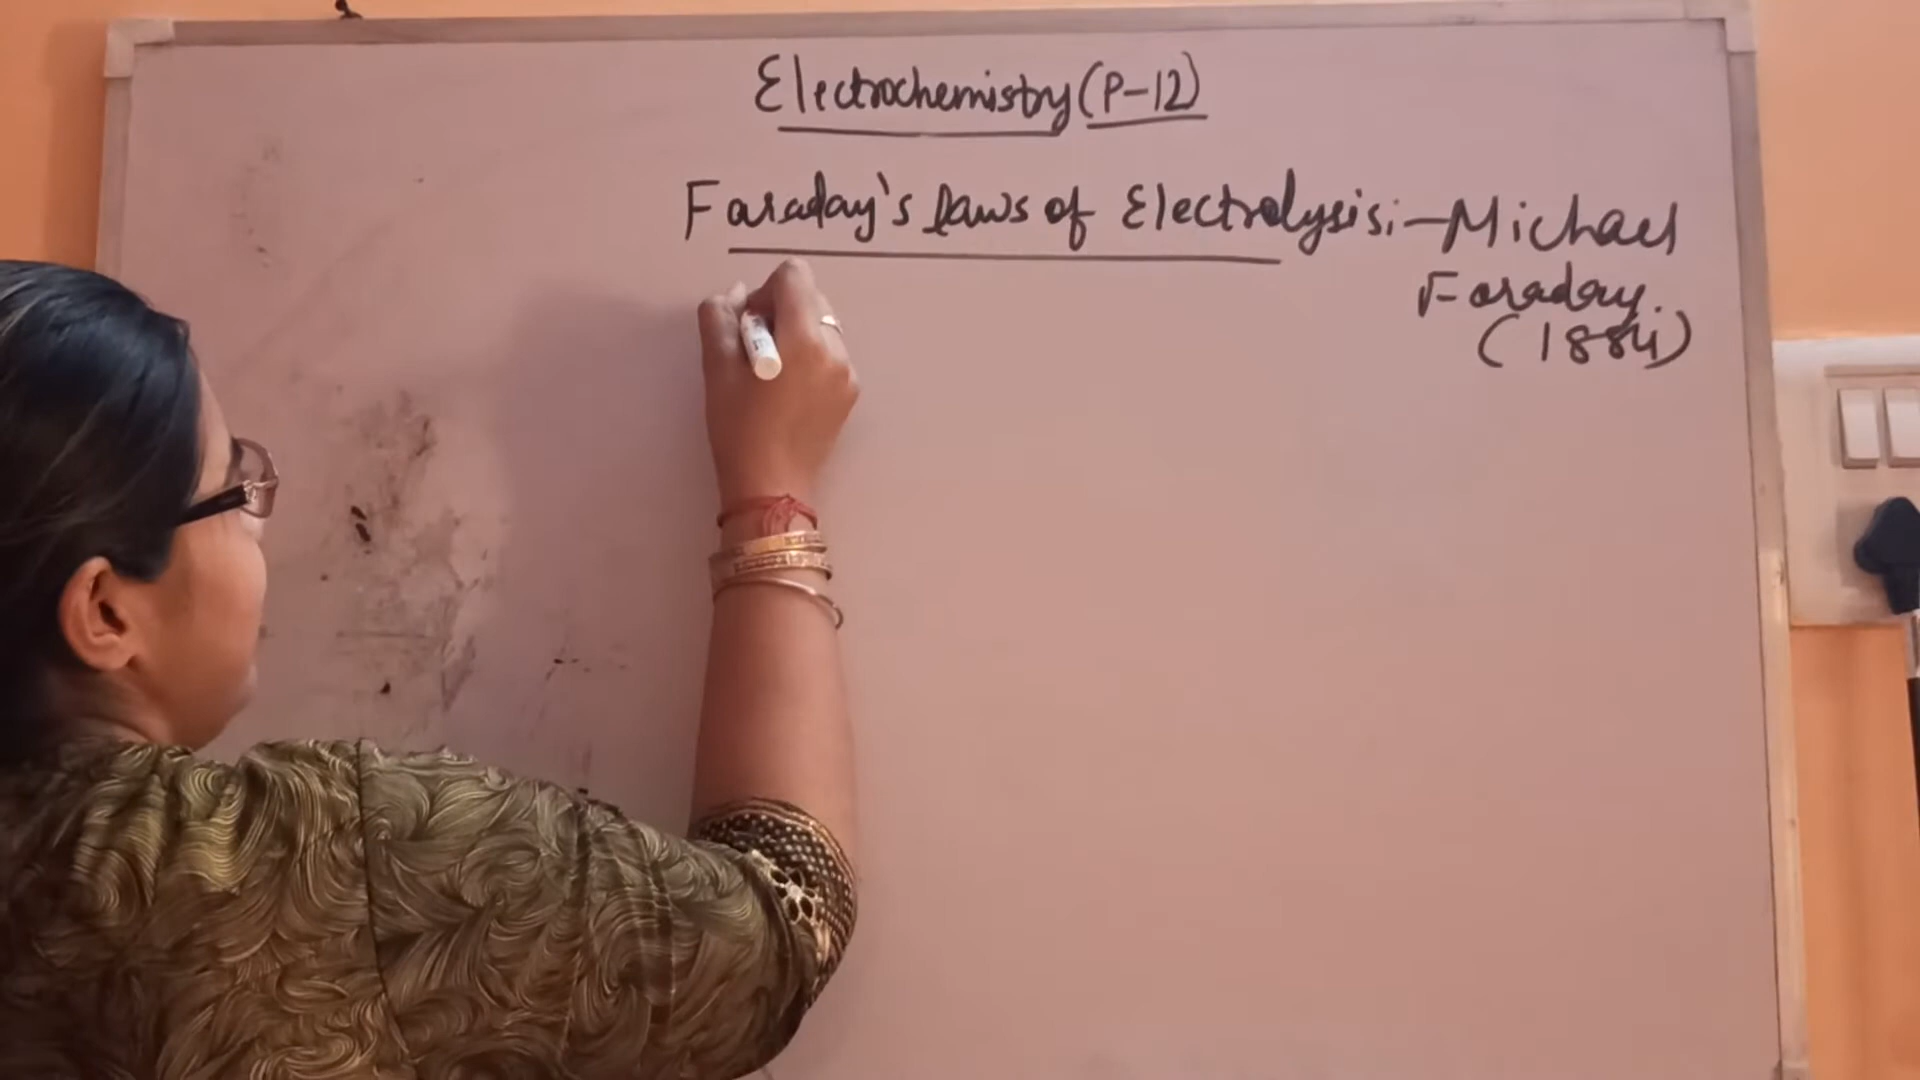 Electrochemistry (P-12)
Faraday's Laws of Electrolysis:- Michael
Faraday.
(1884)